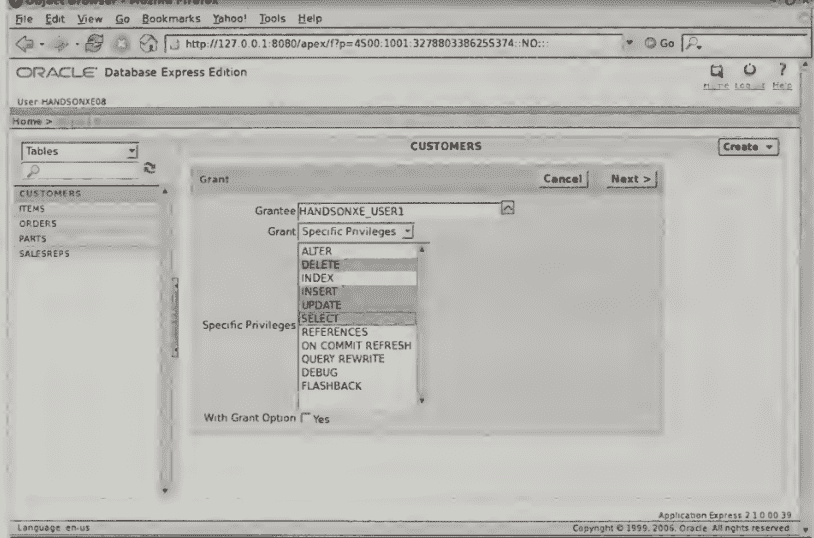 Object Browser - Mozilla Firefox
File Edit View Go Bookmarks Yahoo! Tools Help
http://127.0.0.1:8080/apex/f?p=4500:1001:3278803386255374::NO::: Go
ORACLE Database Express Edition
Home Logout Help
User: HANDSONXE08
Home >
Tables
CUSTOMERS
Create
CUSTOMERS
ITEMS
ORDERS
PARTS
SALESREPS
Grant
Cancel Next >
Grantee HANDSONXE_USER1
Grant Specific Privileges
Specific Privileges
ALTER
DELETE
INDEX
INSERT
UPDATE
SELECT
REFERENCES
ON COMMIT REFRESH
QUERY REWRITE
DEBUG
FLASHBACK
With Grant Option Yes
Application Express 2.1.0.00.39
Language: en-us
Copyright © 1999, 2006, Oracle. All rights reserved.